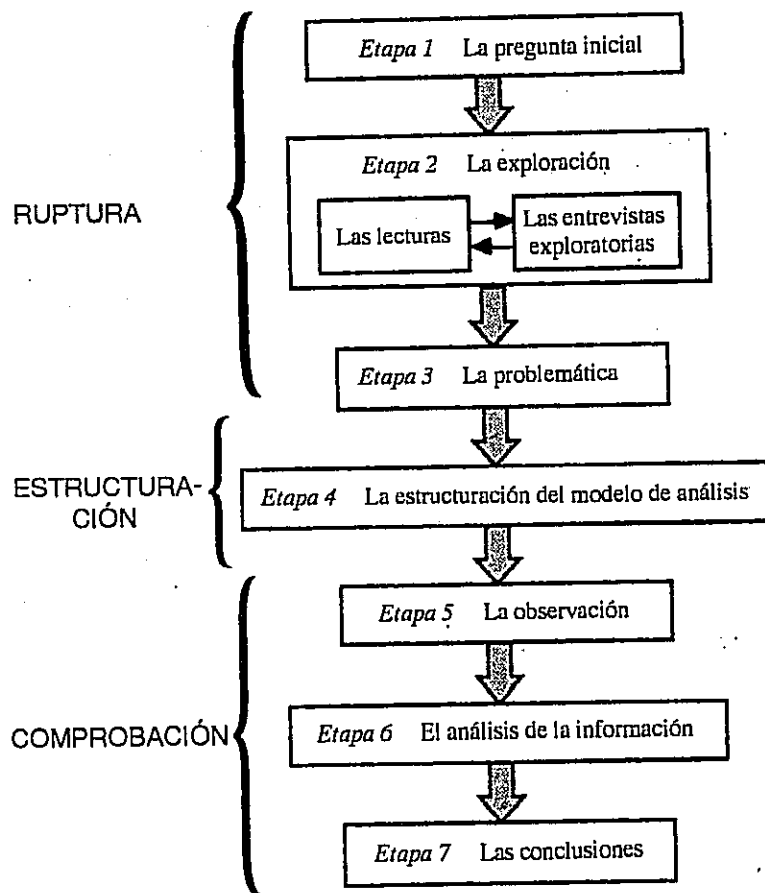 Etapa 1 La pregunta inicial
Etapa 2 La exploración
RUPTURA
Las lecturas
Las entrevistas
exploratorias
Etapa 3 La problemática
ESTRUCTURA-
CIÓN
Etapa 4 La estructuración del modelo de análisis
Etapa 5 La observación
COMPROBACIÓN
Etapa 6 El análisis de la información
Etapa 7 Las conclusiones